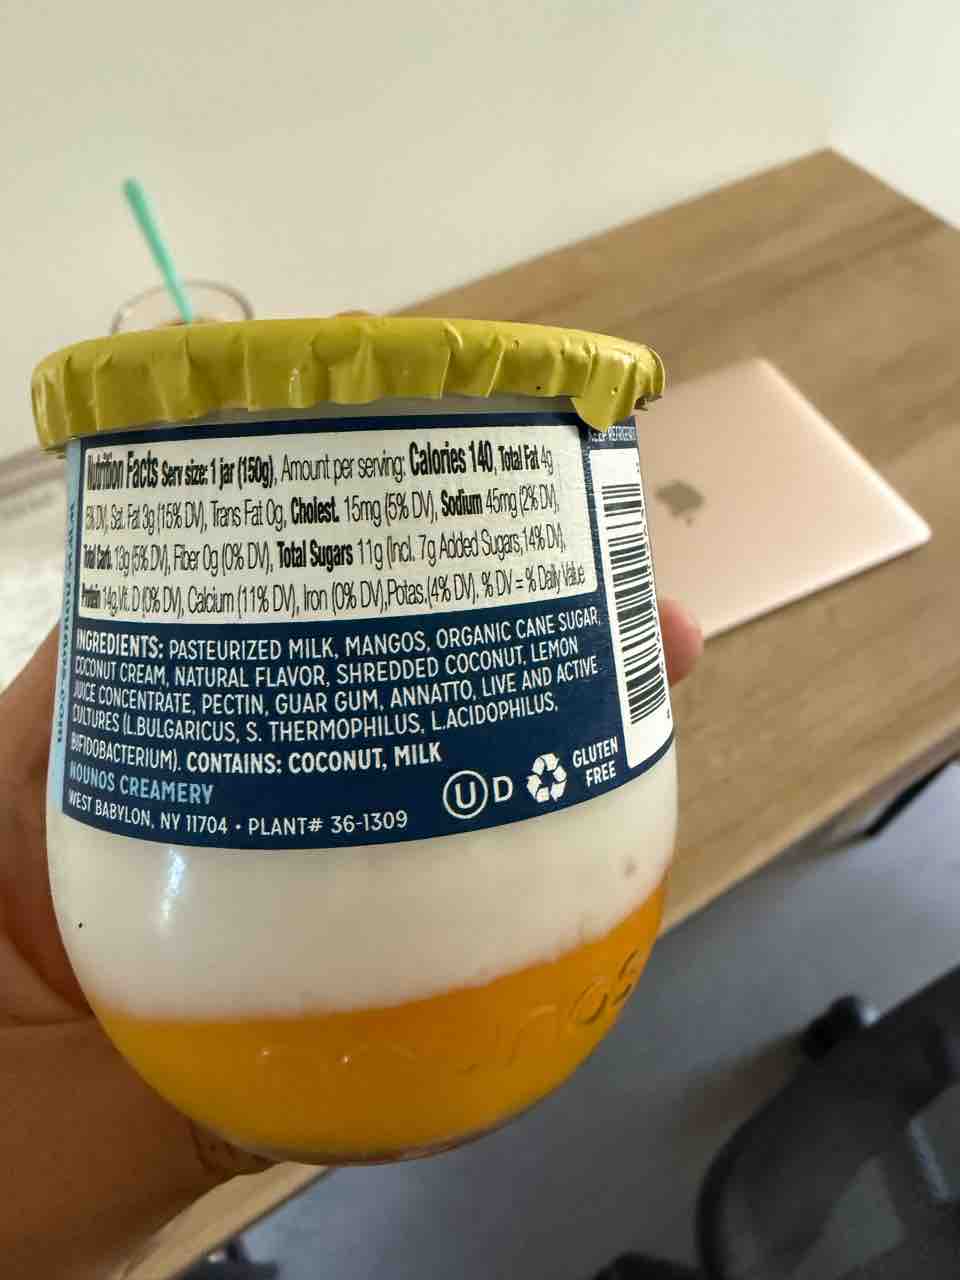 Nutrition Facts Serv size: 1 jar (150g), Amount per serving: Calories 140, Total Fat 4g
(5% DV), Sat. Fat 3g (15% DV), Trans Fat 0g, Cholest. 15mg (5% DV), Sodium 45mg (2% DV),
Total Carb. 13g (5% DV), Fiber 0g (0% DV), Total Sugars 11g (Incl. 7g Added Sugars, 14% DV),
Protein 14g, Vit. D (0% DV), Calcium (11% DV), Iron (0% DV), Potas. (4% DV), % DV = % Daily Value
INGREDIENTS: PASTEURIZED MILK, MANGOS, ORGANIC CANE SUGAR,
COCONUT CREAM, NATURAL FLAVOR, SHREDDED COCONUT, LEMON
JUICE CONCENTRATE, PECTIN, GUAR GUM, ANNATTO, LIVE AND ACTIVE
CULTURES (L.BULGARICUS, S. THERMOPHILUS, L.ACIDOPHILUS,
BIFIDOBACTERIUM). CONTAINS: COCONUT, MILK
NOUNOS CREAMERY
WEST BABYLON, NY 11704 • PLANT# 36-1309
U D
GLUTEN
FREE
nounos